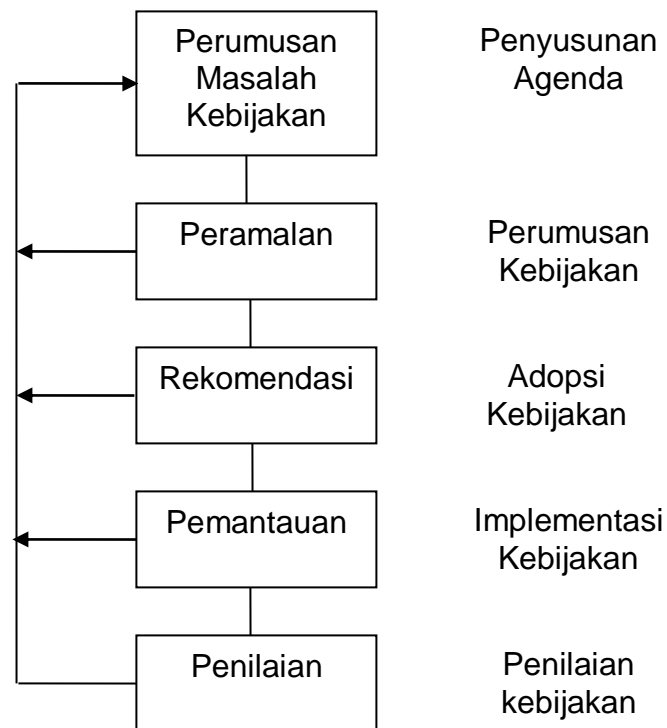 Perumusan
Masalah
Kebijakan
Penyusunan
Agenda
Peramalan
Perumusan
Kebijakan
Rekomendasi
Adopsi
Kebijakan
Pemantauan
Implementasi
Kebijakan
Penilaian
Penilaian
kebijakan